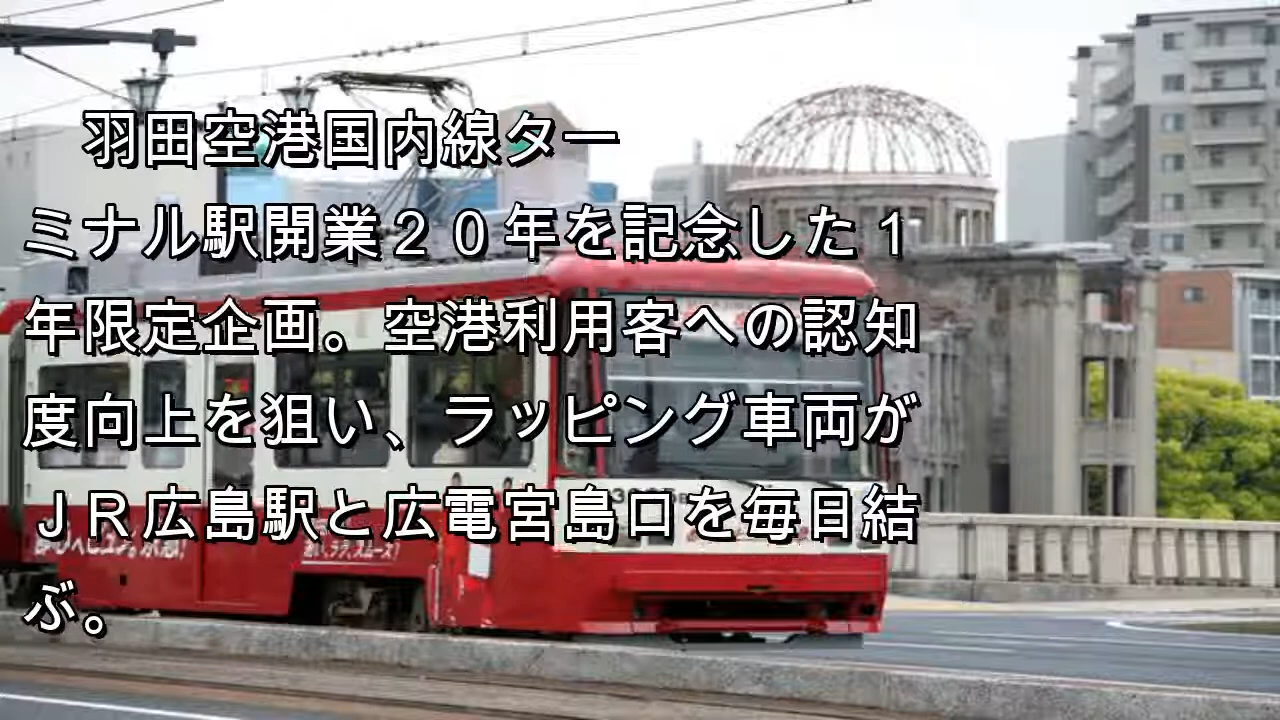 羽田空港国内線ター
ミナル駅開業２０年を記念した１
年限定企画。空港利用客への認知
度向上を狙い、ラッピング車両が
ＪＲ広島駅と広電宮島口を毎日結
ぶ。